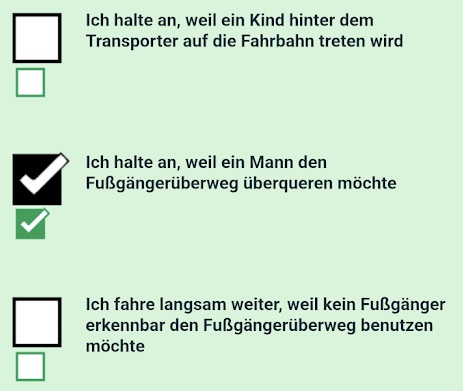 Ich halte an, weil ein Kind hinter dem
Transporter auf die Fahrbahn treten wird
Ich halte an, weil ein Mann den
Fußgängerüberweg überqueren möchte
Ich fahre langsam weiter, weil kein Fußgänger
erkennbar den Fußgängerüberweg benutzen
möchte